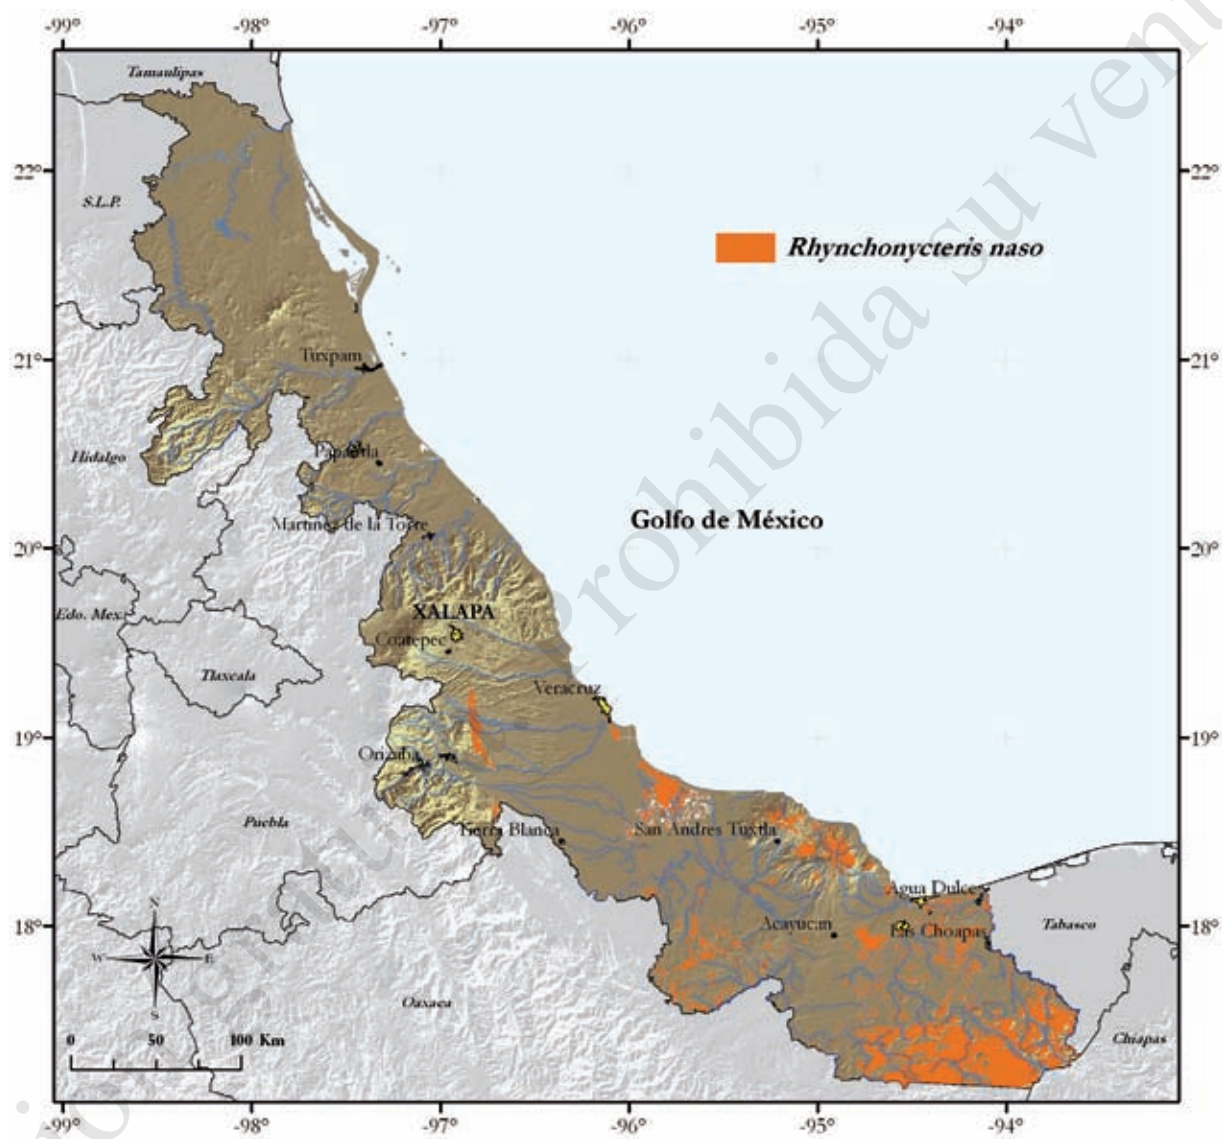 -99° -98° -97° -96° -95° -94°
Tamaulipas
22° 22°
S.L.P.
Rhynchonycteris naso
Tuxpam
21° 21°
Papantla
Hidalgo
Golfo de México
Martínez de la Torre
20° 20°
Edo. Mex.
XALAPA
Coatepec
Tlaxcala
Veracruz
19° 19°
Orizaba
Puebla
Tierra Blanca
San Andres Tuxtla
Agua Dulce
18° 18°
Acayucan
Las Choapas
Tabasco
N
W E
S
Oaxaca
Chiapas
0 50 100 Km
-99° -98° -97° -96° -95° -94°
Prohibida su vent